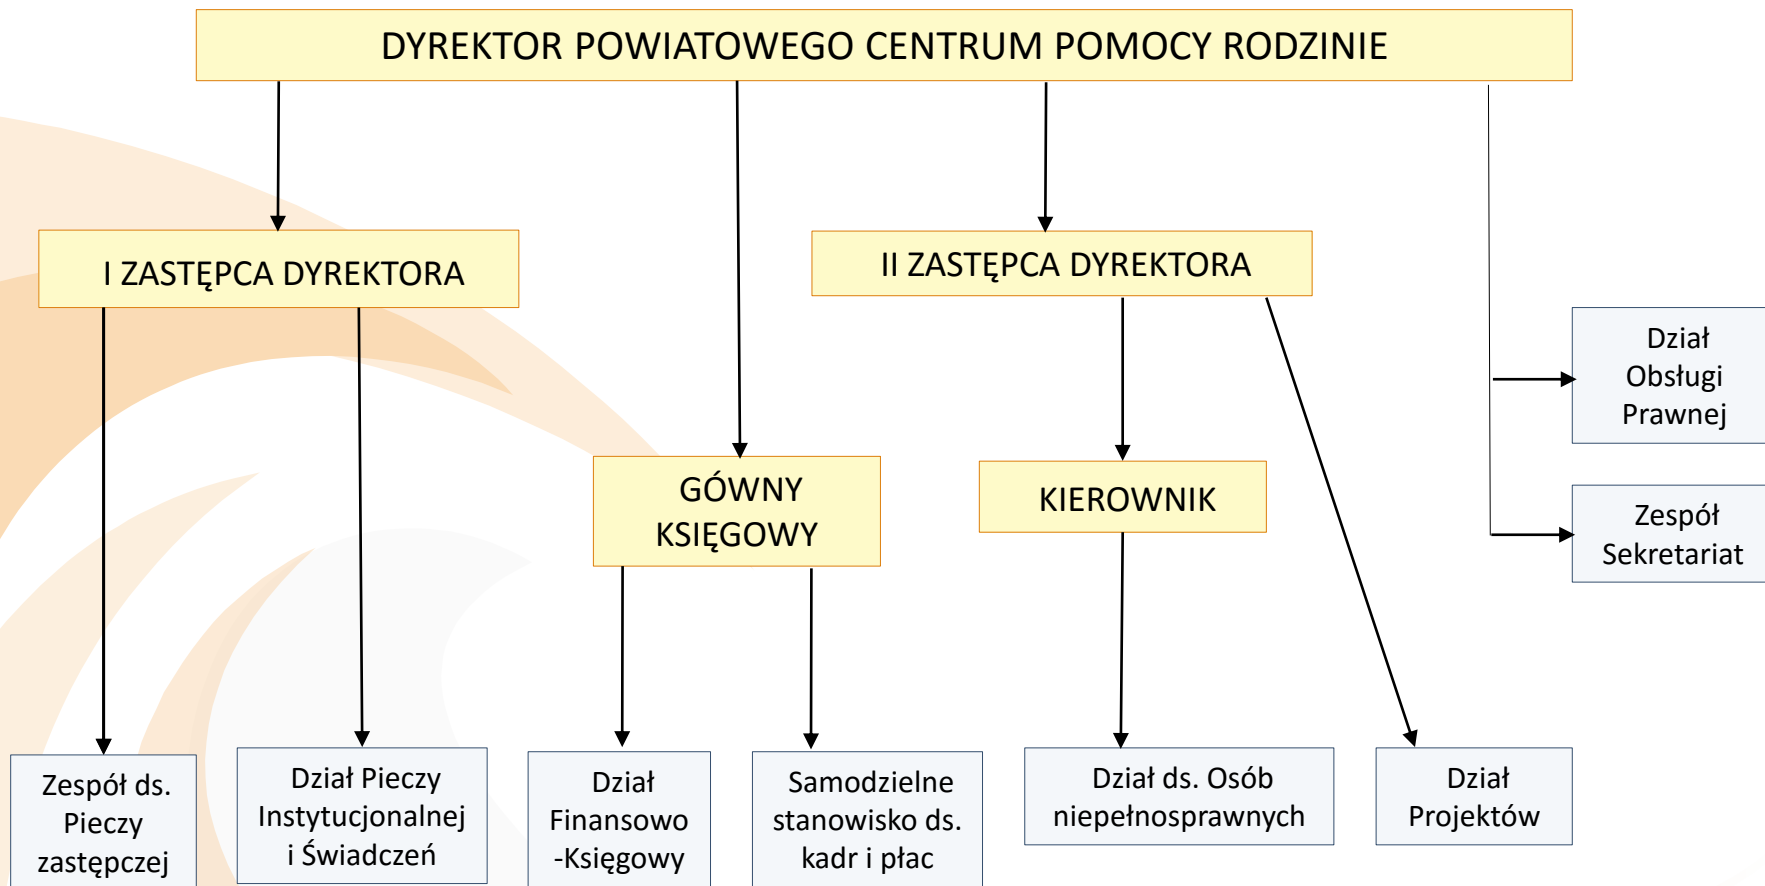 DYREKTOR POWIATOWEGO CENTRUM POMOCY RODZINIE
I ZASTĘPCA DYREKTORA
II ZASTĘPCA DYREKTORA
Dział
Obsługi
Prawnej
GÓWNY
KSIĘGOWY
KIEROWNIK
Zespół
Sekretariat
Zespół ds.
Pieczy
zastępczej
Dział Pieczy
Instytucjonalnej
i Świadczeń
Dział
Finansowo
-Księgowy
Samodzielne
stanowisko ds.
kadr i płac
Dział ds. Osób
niepełnosprawnych
Dział
Projektów